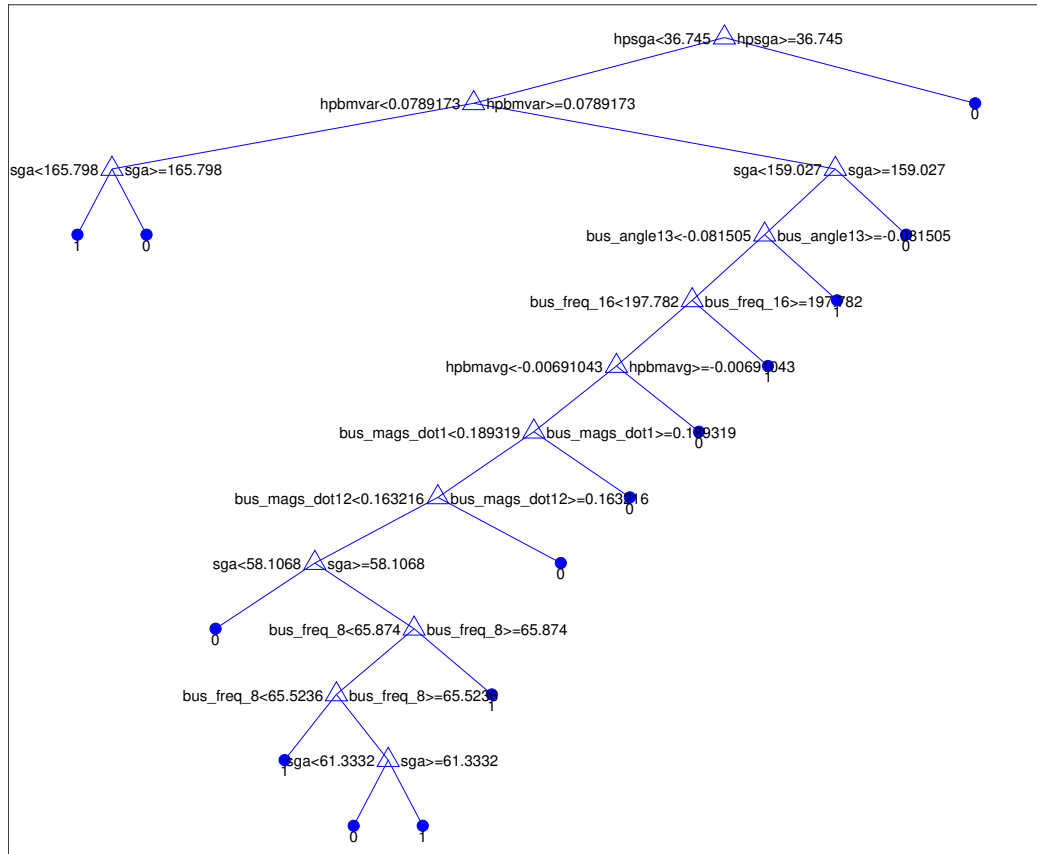 hpsga<36.745 hpsga>=36.745
hpbmvar<0.0789173 hpbmvar>=0.0789173
0
sga<165.798 sga>=165.798 sga<159.027 sga>=159.027
1 0 bus_angle13<-0.081505 bus_angle13>=-0.081505
0
bus_freq_16<197.782 bus_freq_16>=197.782
1
hpbmavg<-0.00691043 hpbmavg>=-0.00691043
1
bus_mags_dot1<0.189319 bus_mags_dot1>=0.189319
0
bus_mags_dot12<0.163216 bus_mags_dot12>=0.163216
0
sga<58.1068 sga>=58.1068
0
bus_freq_8<65.874 bus_freq_8>=65.874
0
bus_freq_8<65.5236 bus_freq_8>=65.5236
1
sga<61.3332 sga>=61.3332
1
0 1